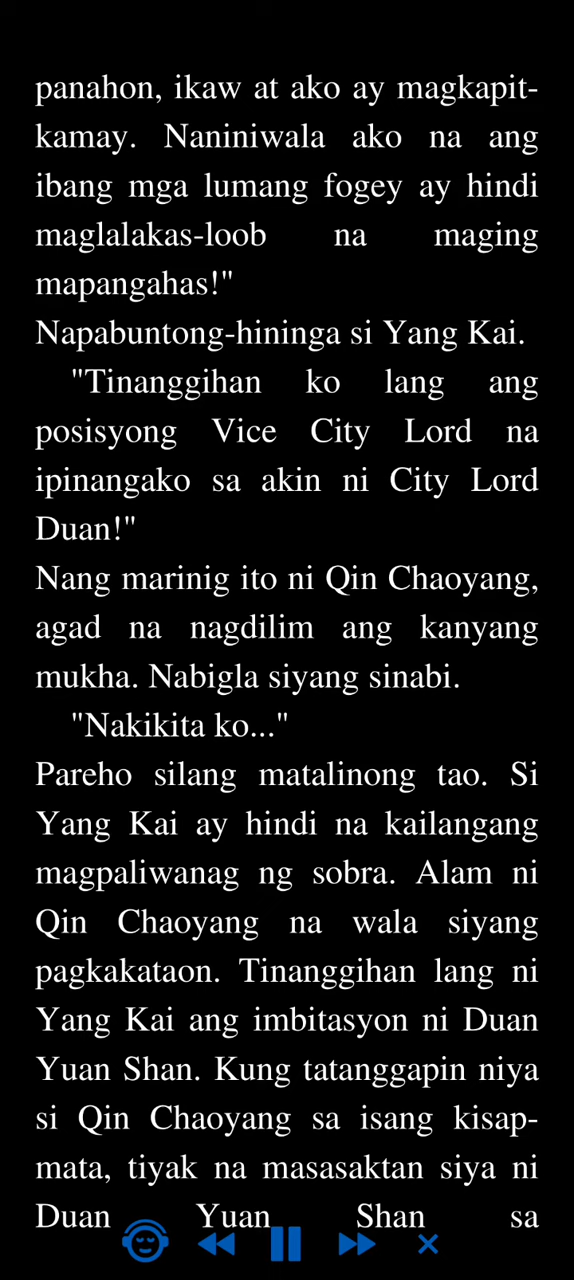 panahon, ikaw at ako ay magkapit-
kamay. Naniniwala ako na ang
ibang mga lumang fogey ay hindi
maglalakas-loob na maging
mapangahas!"
Napabuntong-hininga si Yang Kai.
"Tinanggihan ko lang ang
posisyong Vice City Lord na
ipinangako sa akin ni City Lord
Duan!"
Nang marinig ito ni Qin Chaoyang,
agad na nagdilim ang kanyang
mukha. Nabigla siyang sinabi.
"Nakikita ko..."
Pareho silang matalinong tao. Si
Yang Kai ay hindi na kailangang
magpaliwanag ng sobra. Alam ni
Qin Chaoyang na wala siyang
pagkakataon. Tinanggihan lang ni
Yang Kai ang imbitasyon ni Duan
Yuan Shan. Kung tatanggapin niya
si Qin Chaoyang sa isang kisap-
mata, tiyak na masasaktan siya ni
Duan Yuan Shan sa